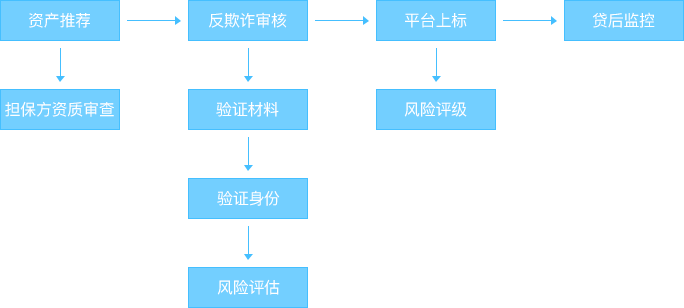 资产推荐
反欺诈审核
平台上标
贷后监控
担保方资质审查
验证材料
风险评级
验证身份
风险评估